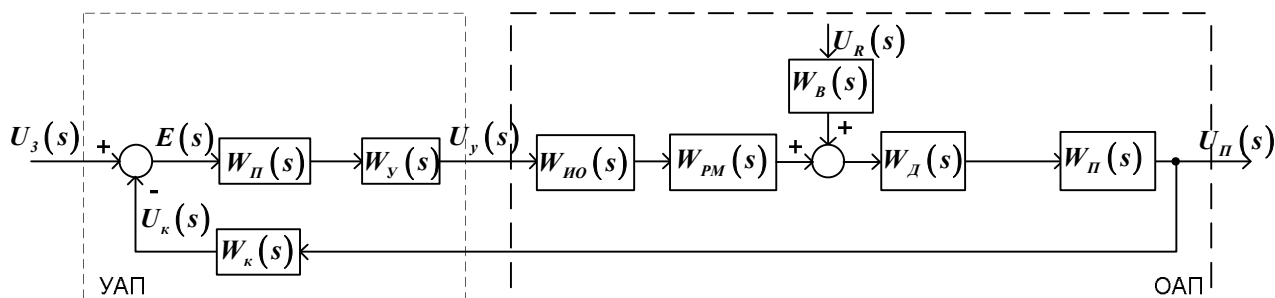 U_R(s)
W_В(s)
U_З(s) + E(s) W_П(s) W_У(s) U_у(s) W_ИО(s) W_РМ(s) + + W_Д(s) W_П(s) U_П(s)
-
U_к(s)
W_к(s)
УАП ОАП